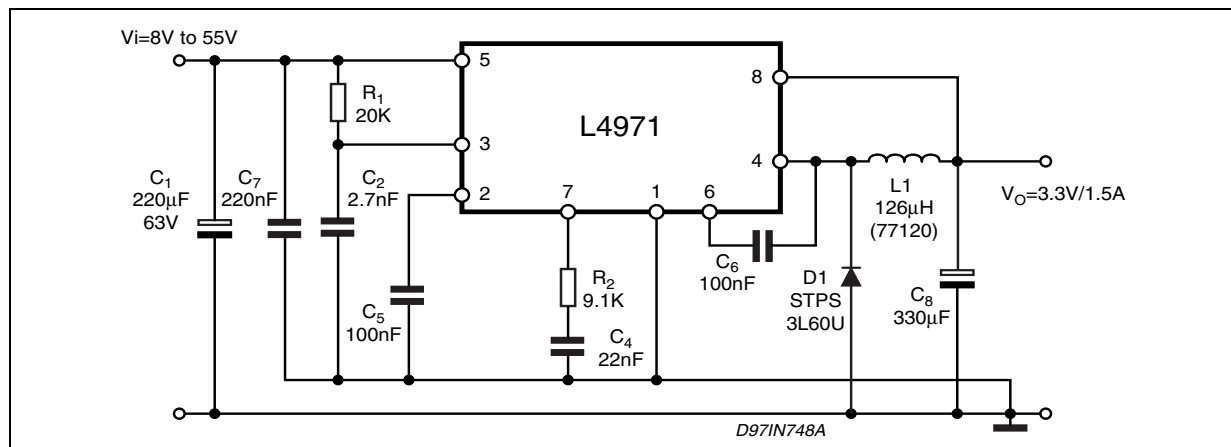 Vi=8V to 55V
5
8
R1
20K
L4971
3
4
C1
220µF
63V
C7
220nF
C2
2.7nF
2
7
1
6
L1
126µH
(77120)
VO=3.3V/1.5A
C6
100nF
R2
9.1K
D1
STPS
3L60U
C8
330µF
C5
100nF
C4
22nF
D97IN748A